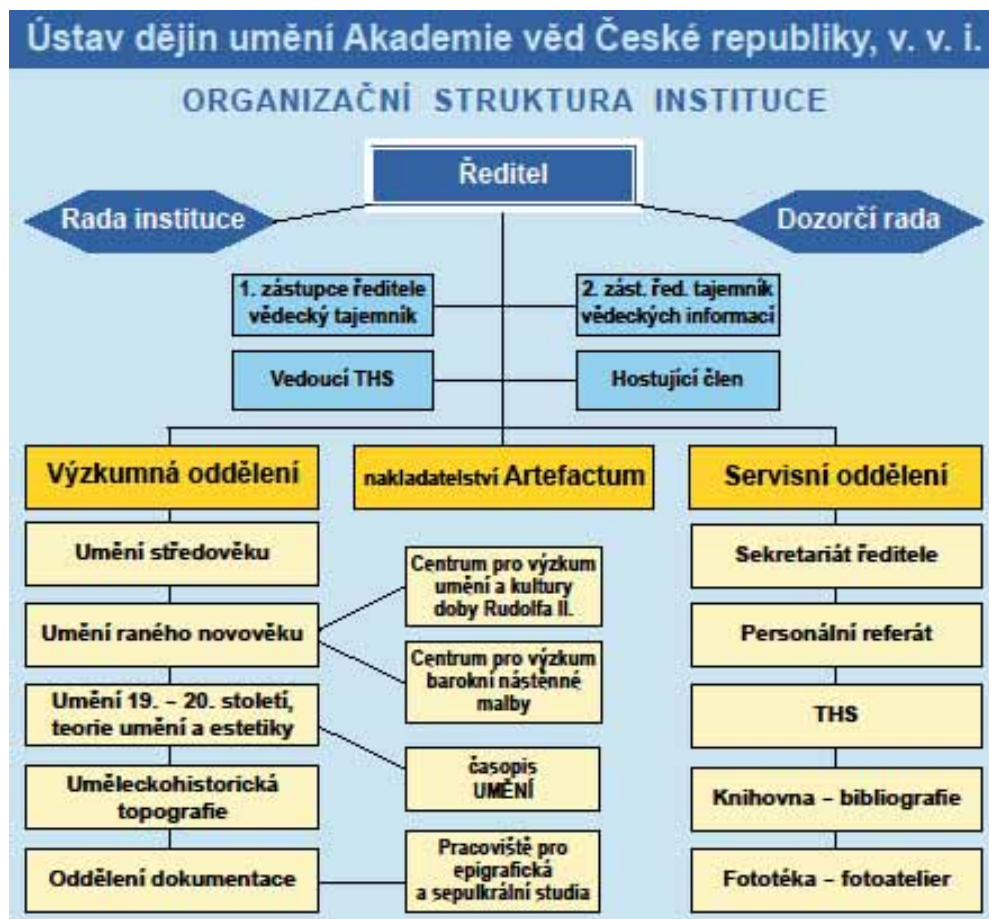 Ústav dějin umění Akademie věd České republiky, v. v. i.
ORGANIZAČNÍ STRUKTURA INSTITUCE
Ředitel
Rada instituce
Dozorčí rada
1. zástupce ředitele
vědecký tajemník
2. zást. řed. tajemník
vědeckých informací
Vedoucí THS
Hostující člen
Výzkumná oddělení
nakladatelství Artefactum
Servisní oddělení
Umění středověku
Umění raného novověku
Umění 19. – 20. století,
teorie umění a estetiky
Uměleckohistorická
topografie
Oddělení dokumentace
Centrum pro výzkum
umění a kultury
doby Rudolfa II.
Centrum pro výzkum
barokní nástěnné
malby
časopis
UMĚNÍ
Pracoviště pro
epigrafická
a sepulkrální studia
Sekretariát ředitele
Personální referát
THS
Knihovna – bibliografie
Fototéka – fotoatelier